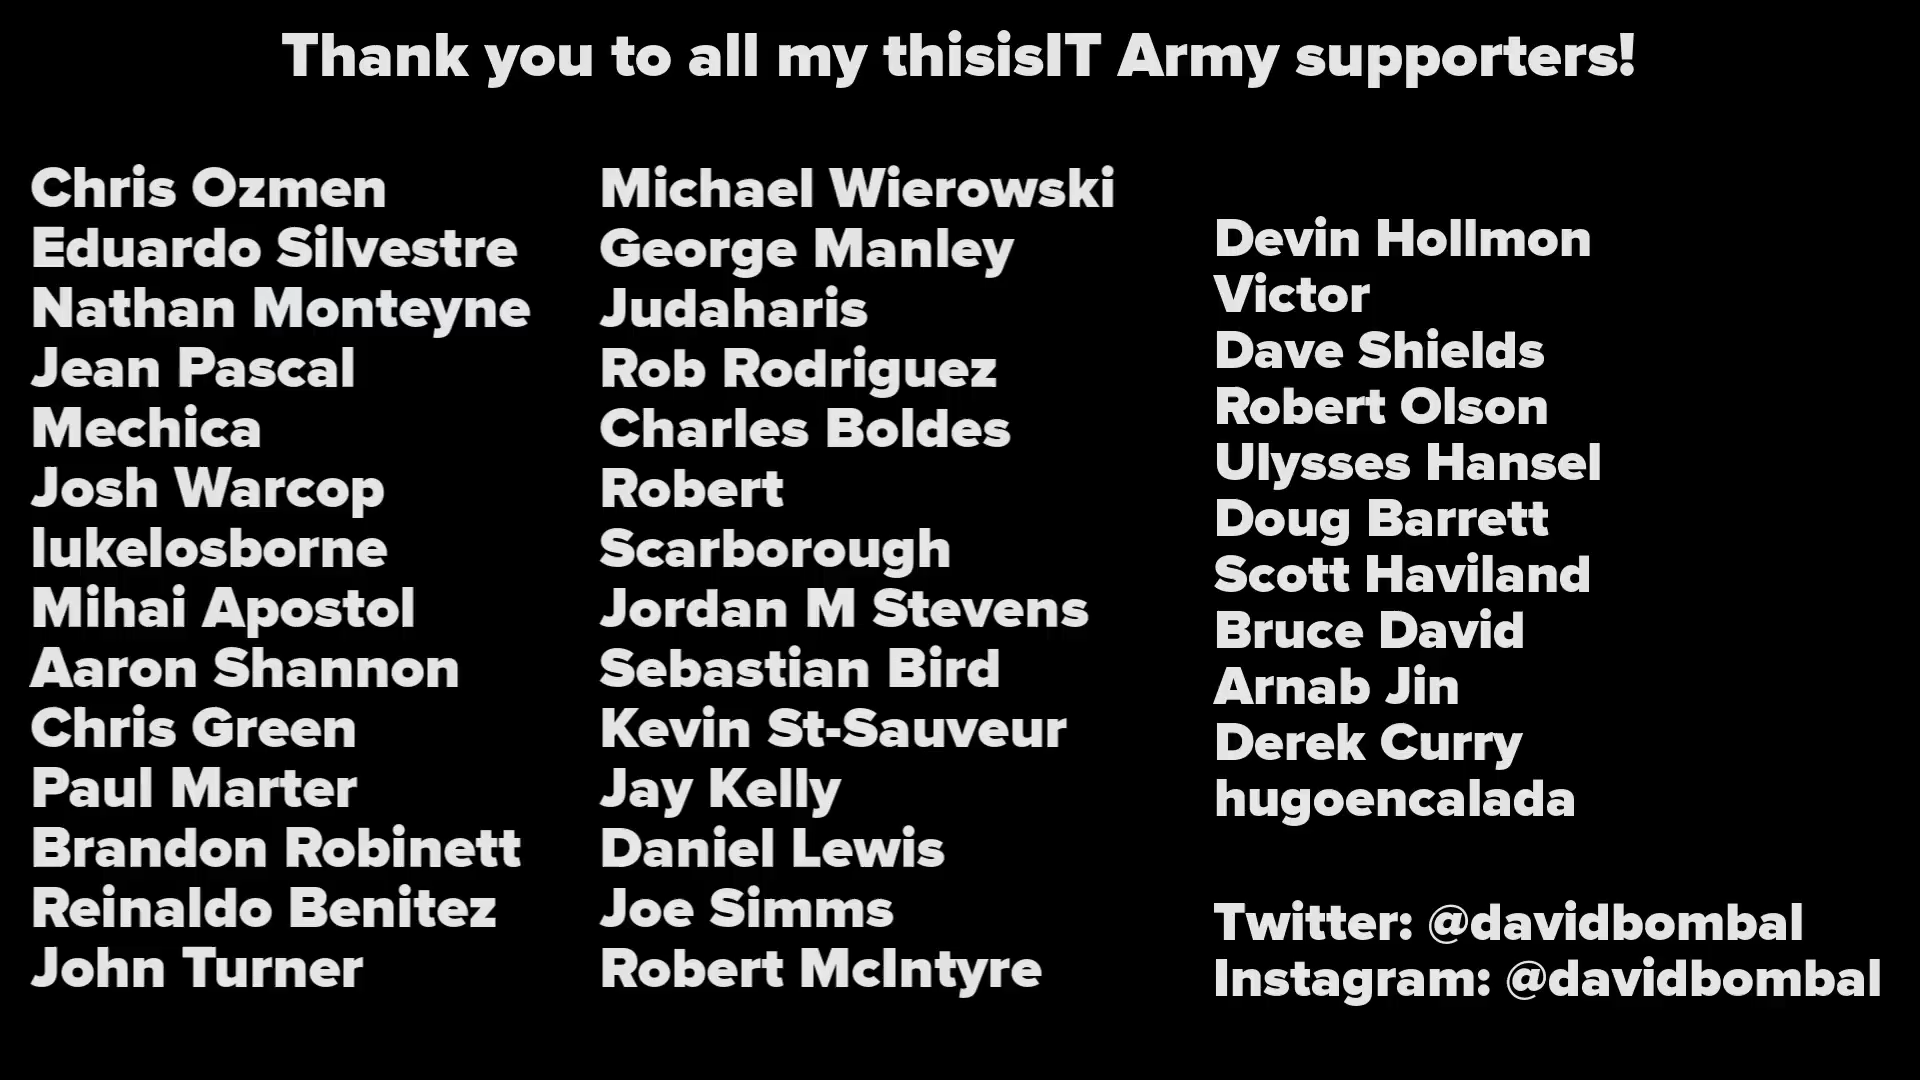 Thank you to all my thisisIT Army supporters!
Chris Ozmen
Eduardo Silvestre
Nathan Monteyne
Jean Pascal
Mechica
Josh Warcop
lukelosborne
Mihai Apostol
Aaron Shannon
Chris Green
Paul Marter
Brandon Robinett
Reinaldo Benitez
John Turner
Michael Wierowski
George Manley
Judaharis
Rob Rodriguez
Charles Boldes
Robert
Scarborough
Jordan M Stevens
Sebastian Bird
Kevin St-Sauveur
Jay Kelly
Daniel Lewis
Joe Simms
Robert McIntyre
Devin Hollmon
Victor
Dave Shields
Robert Olson
Ulysses Hansel
Doug Barrett
Scott Haviland
Bruce David
Arnab Jin
Derek Curry
hugoencalada
Twitter: @davidbombal
Instagram: @davidbombal